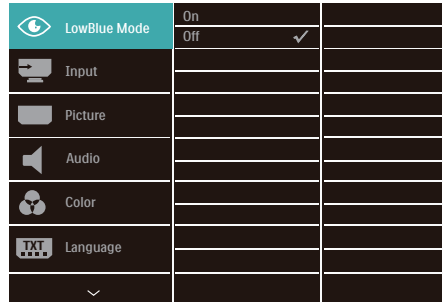 LowBlue Mode
On
Off
Input
Picture
Audio
Color
TXT
Language